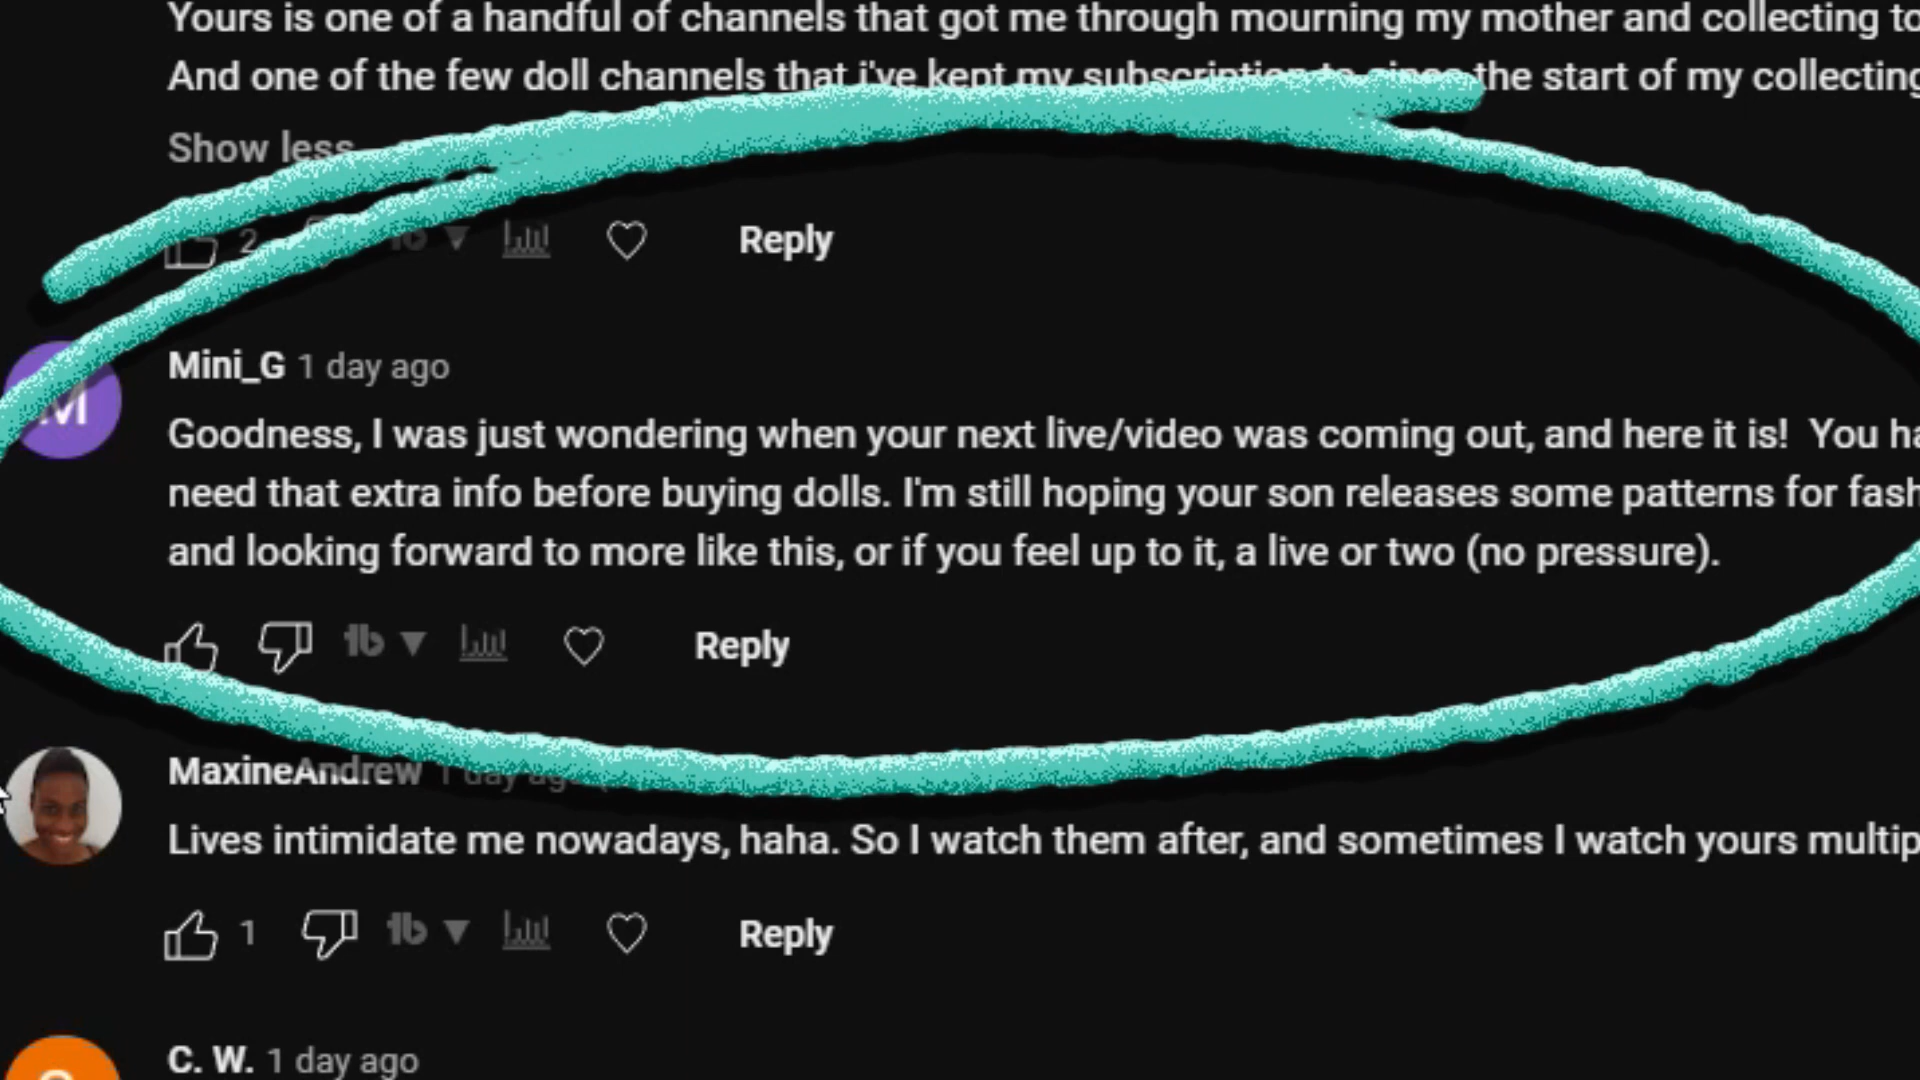 Yours is one of a handful of channels that got me through mourning my mother and collecting to
And one of the few doll channels that i've kept my subscription to since the start of my collecting
Show less
2
Reply
Mini_G 1 day ago
M
Goodness, I was just wondering when your next live/video was coming out, and here it is! You ha
need that extra info before buying dolls. I'm still hoping your son releases some patterns for fash
and looking forward to more like this, or if you feel up to it, a live or two (no pressure).
tb
Reply
MaxineAndrew 1 day ago
Lives intimidate me nowadays, haha. So I watch them after, and sometimes I watch yours multip
1
tb
Reply
C. W. 1 day ago